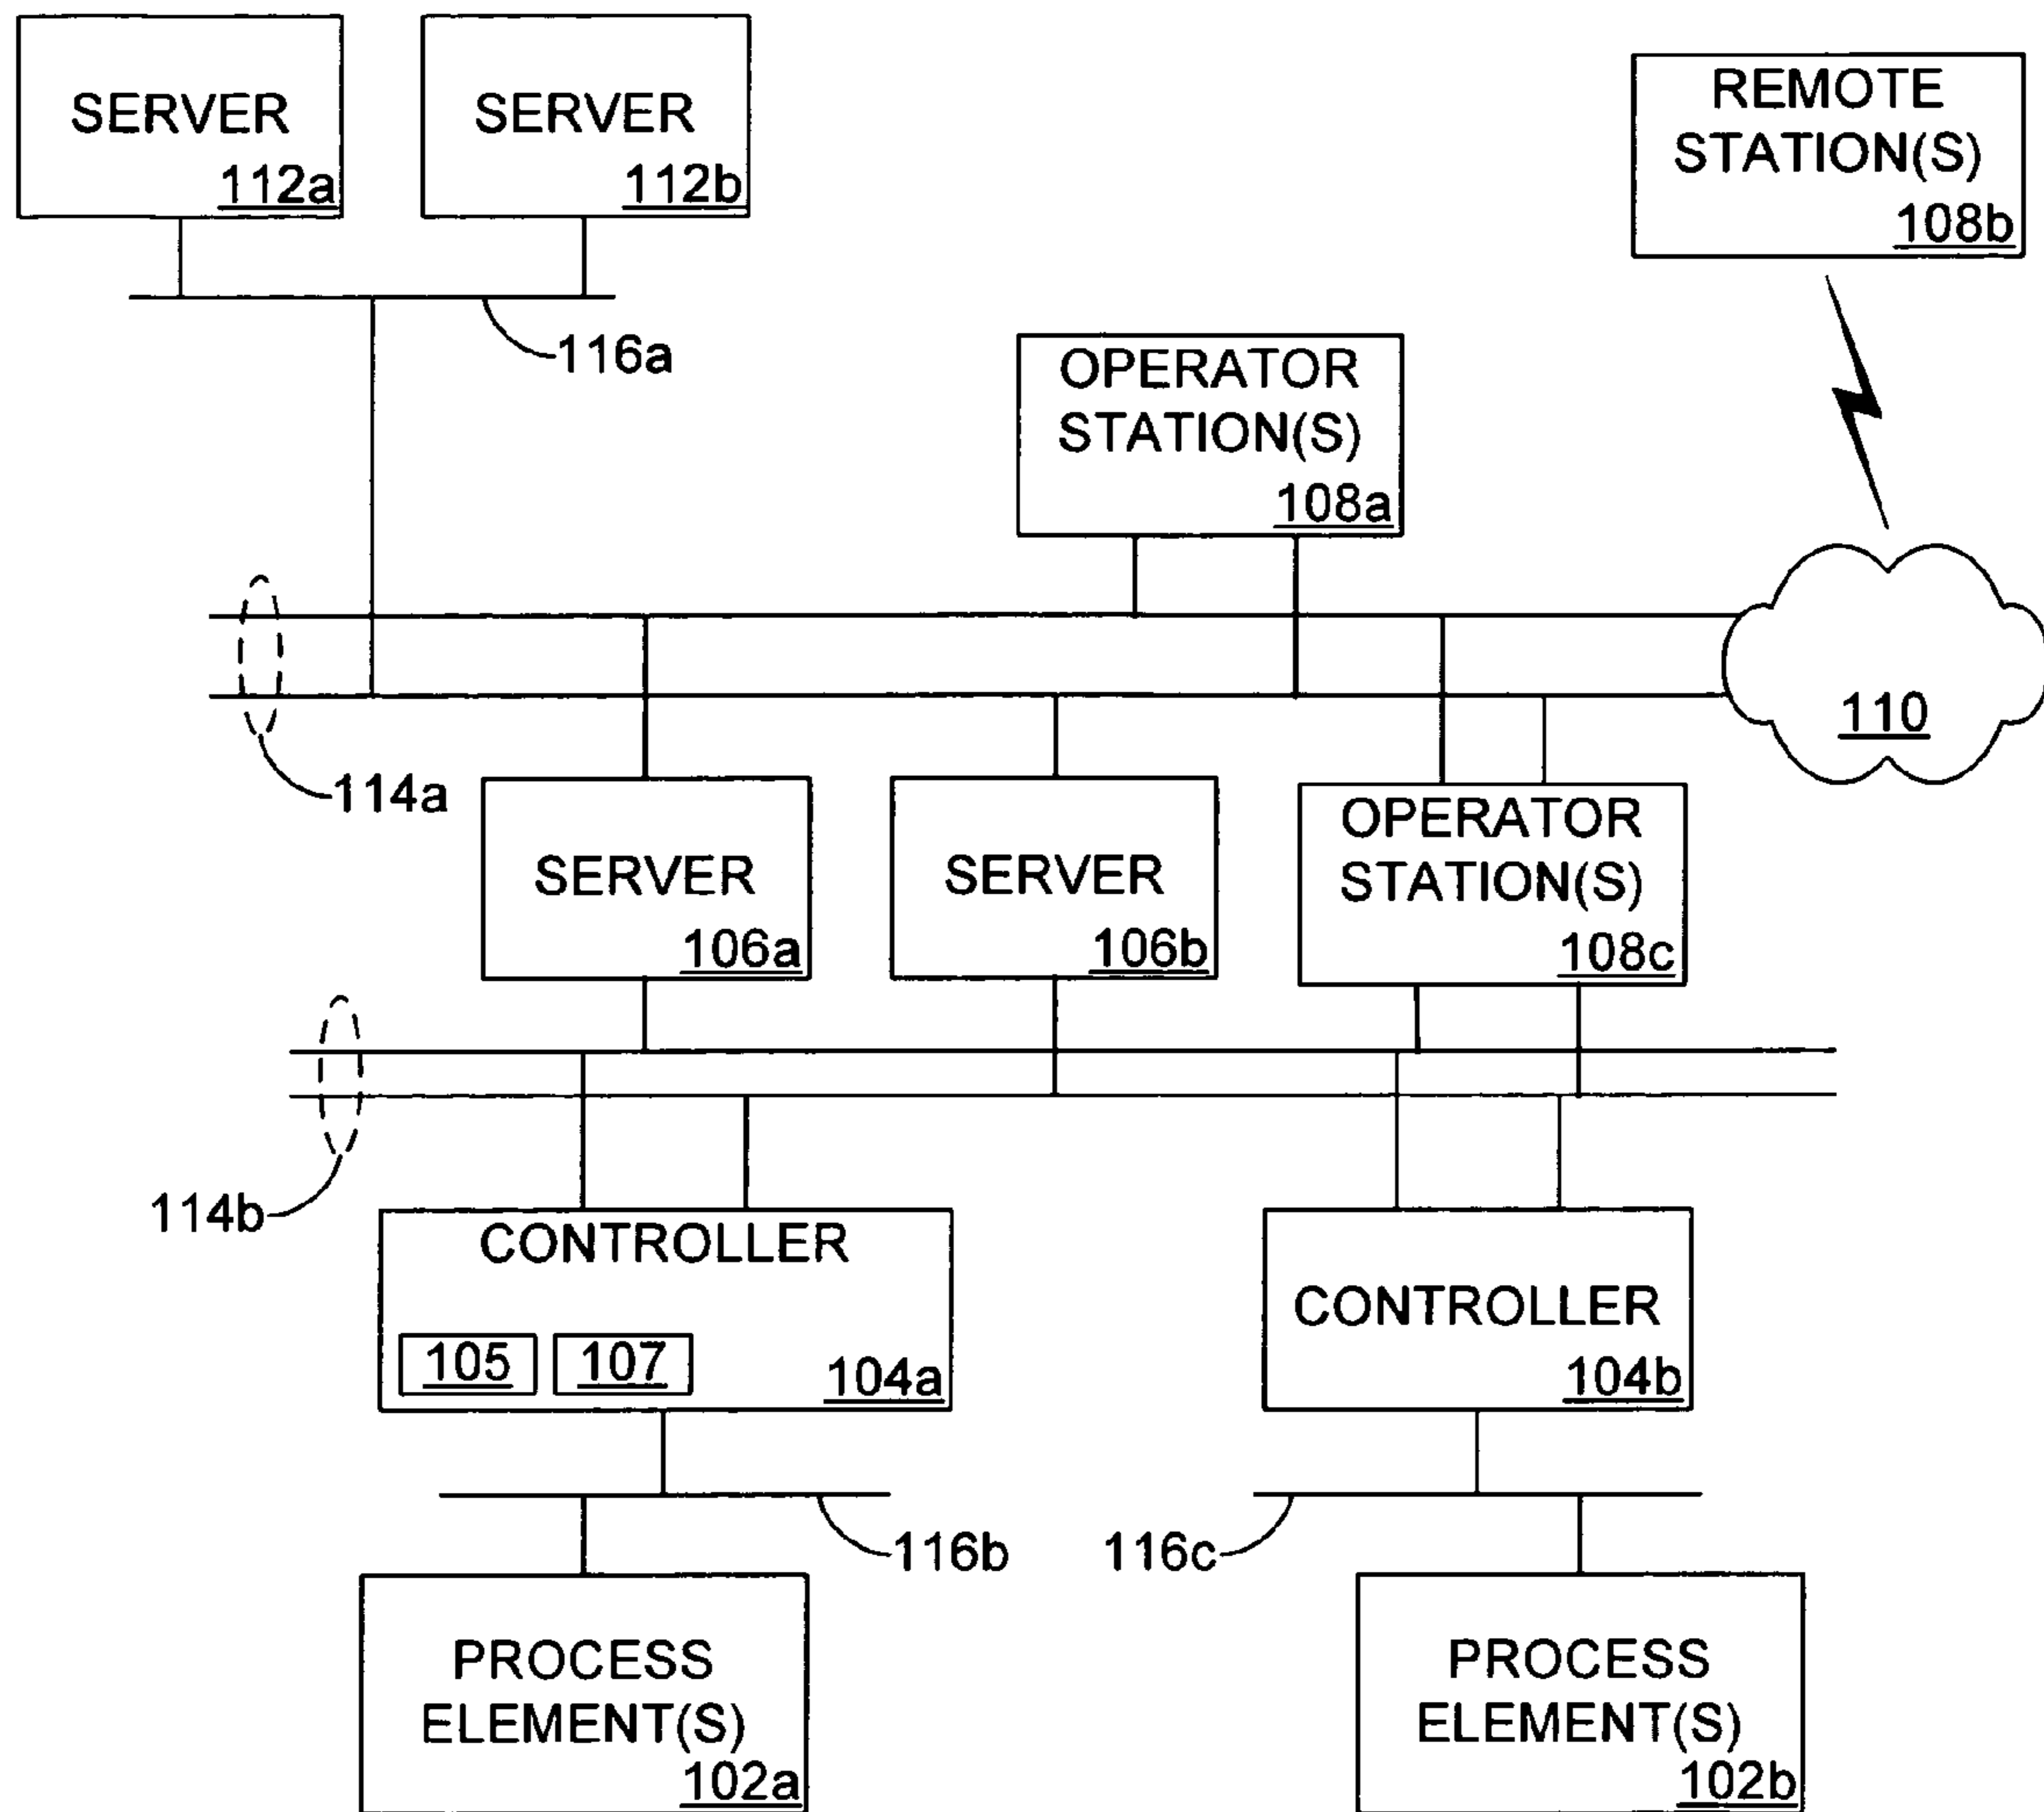 SERVER
112a
SERVER
112b
REMOTE
STATION(S)
108b
116a
OPERATOR
STATION(S)
108a
110
114a
SERVER
106a
SERVER
106b
OPERATOR
STATION(S)
108c
114b
CONTROLLER
105
107
104a
CONTROLLER
104b
116b
116c
PROCESS
ELEMENT(S)
102a
PROCESS
ELEMENT(S)
102b